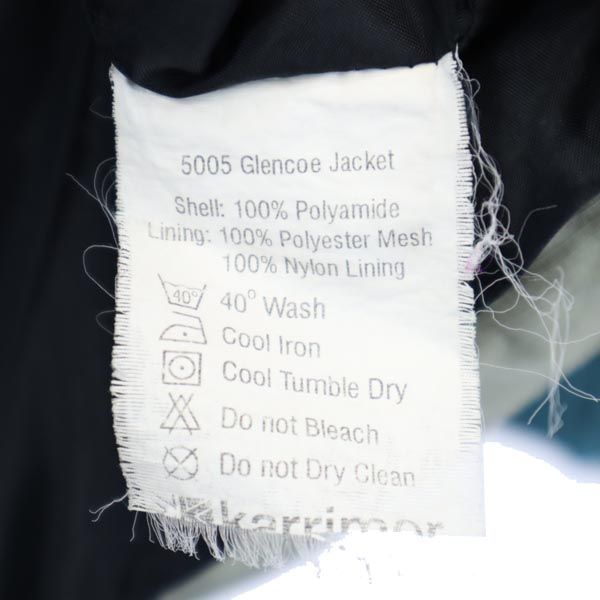 5005 Glencoe Jacket
Shell: 100% Polyamide
Lining: 100% Polyester Mesh
100% Nylon Lining
40° 40° Wash
Cool Iron
Cool Tumble Dry
Do not Bleach
Do not Dry Clean
karrimor